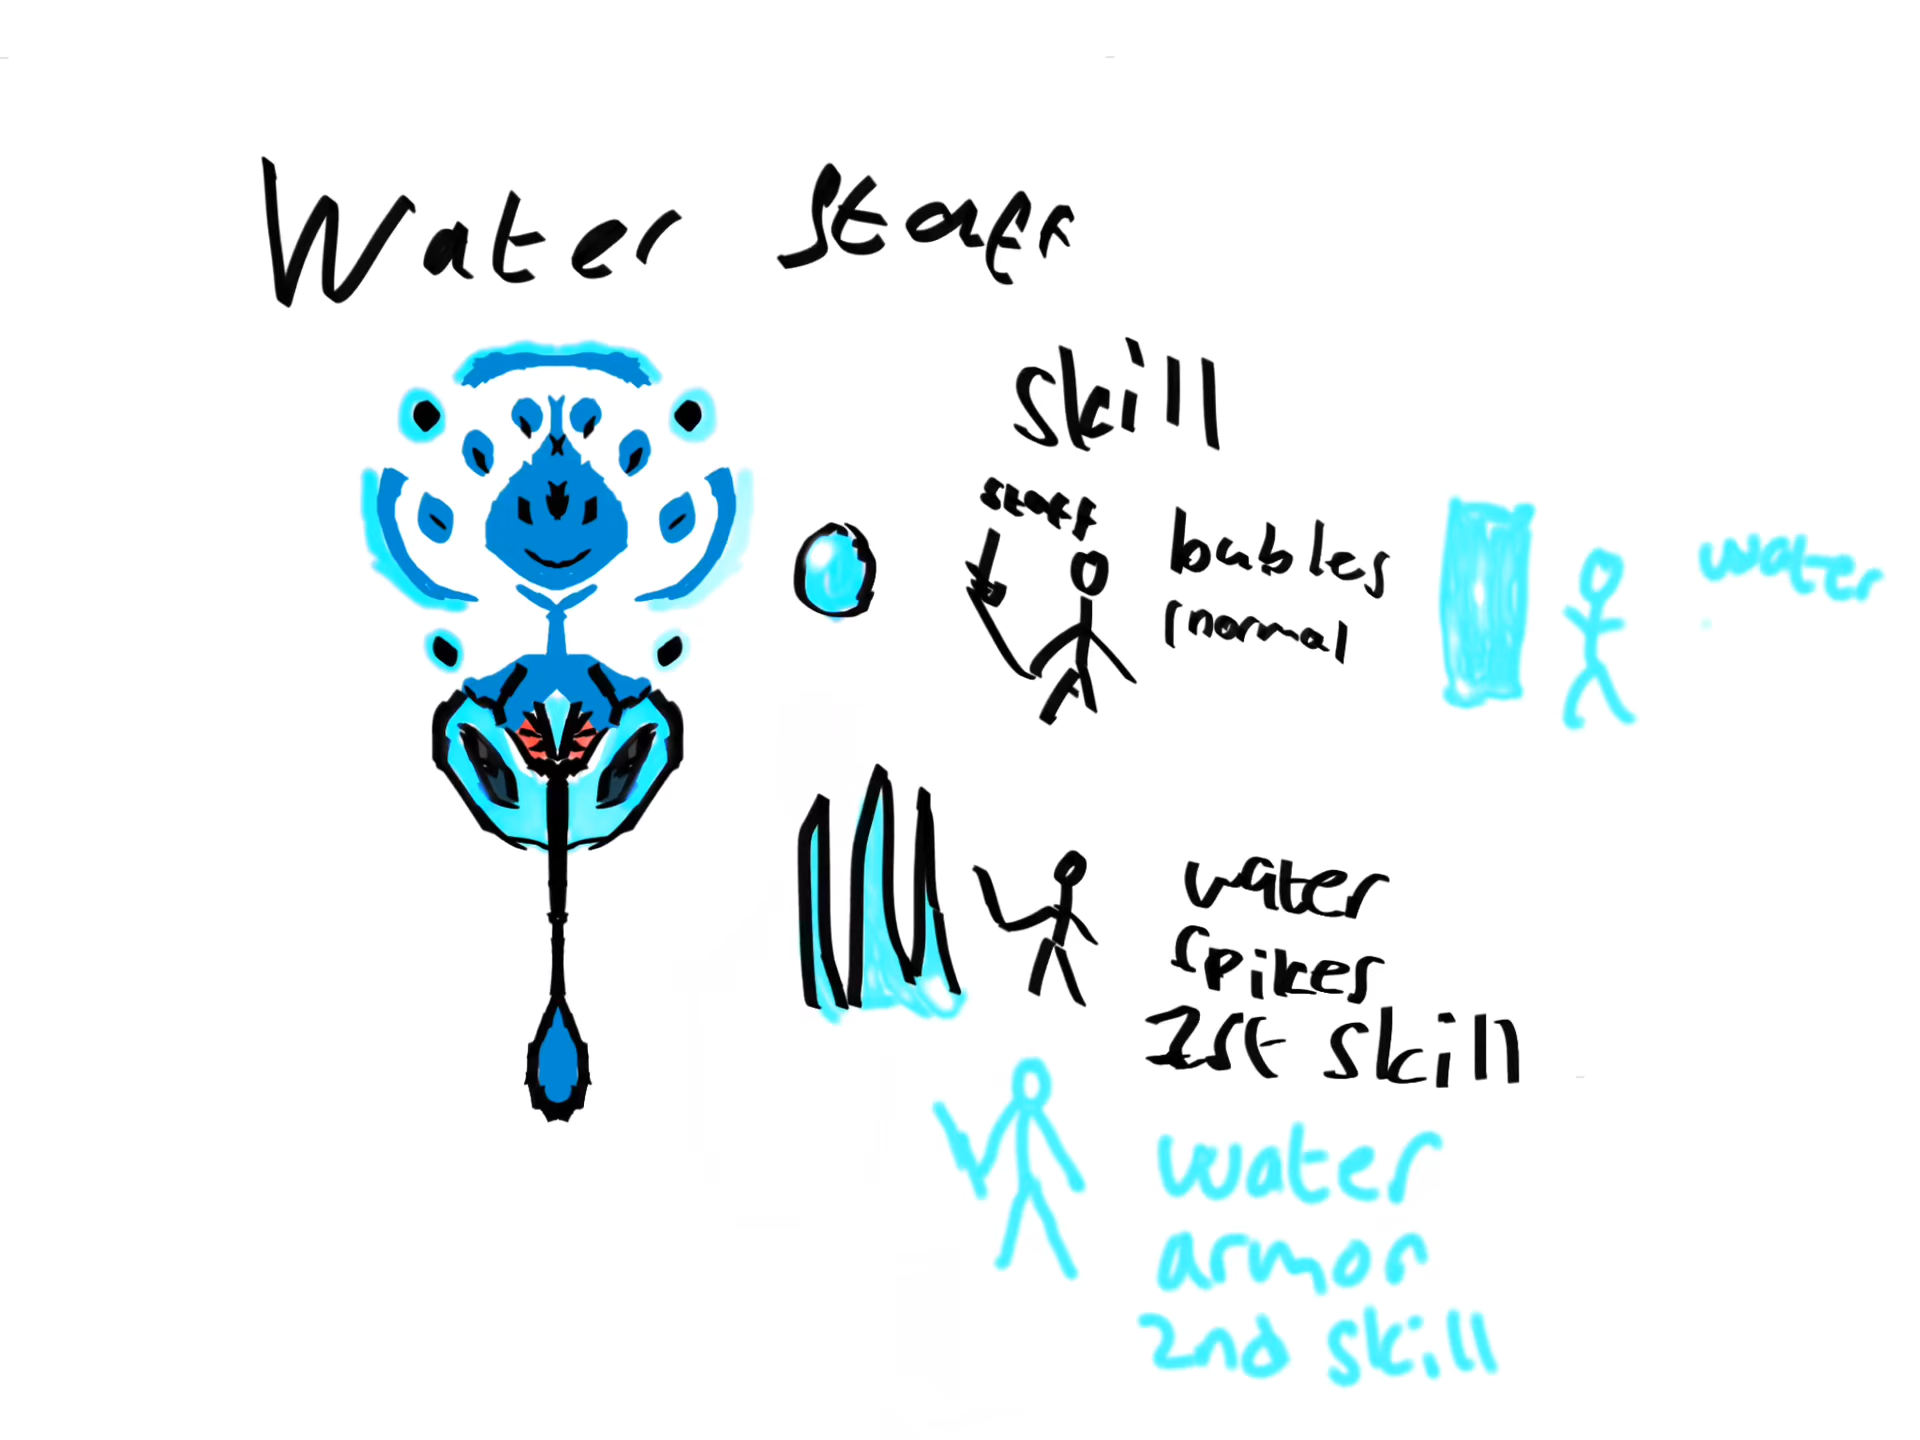 Water Staff
skill
staff
bubles
(normal
water
water
spikes
1st skill
water
armor
2nd skill